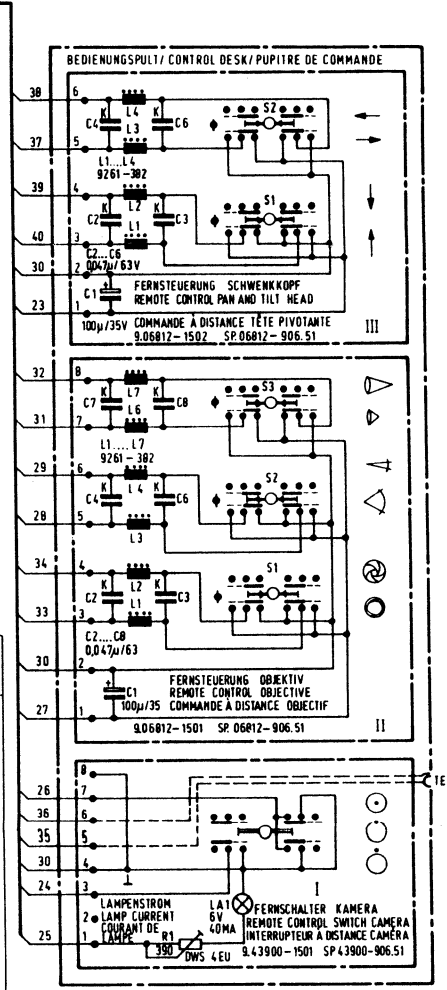 BEDIENUNGSPULT/ CONTROL DESK/ PUPITRE DE COMMANDE
38 6 L4 S2
K K
C4 L3 C6
37 5
L1....L4
9261-382
39 4
K L2 K S1
C2 C3
L1
40 3
C2...C6
0,047µ/63V
30 2
C1 FERNSTEUERUNG SCHWENKKOPF
REMOTE CONTROL PAN AND TILT HEAD
23 1
100µ/35V COMMANDE À DISTANCE TÊTE PIVOTANTE
9.06812-1502 SP. 06812-906.51 III
32 8
K L7 K S3
C7 L6 C8
31 7
L1.... L7
9261-382
29 6
K L4 K S2
C4 C6
28 5
L3
34 4
K L2 K S1
C2 L1 C3
33 3
C2....C8
0,047µ/63
30 2
FERNSTEUERUNG OBJEKTIV
C1 REMOTE CONTROL OBJECTIVE
100µ/35 COMMANDE À DISTANCE OBJECTIF
27 1
9.06812-1501 SP. 06812-906.51 II
8
TE
26 7
36 6
35 5
30 4
24 3 I
LAMPENSTROM LA1 FERNSCHALTER KAMERA
2 LAMP CURRENT 6V REMOTE CONTROL SWITCH CAMERA
COURANT DE 40MA INTERRUPTEUR À DISTANCE CAMÉRA
25 1 LAMPE R1 9.43900-1501 SP 43900-906.51
390 DWS 4EU